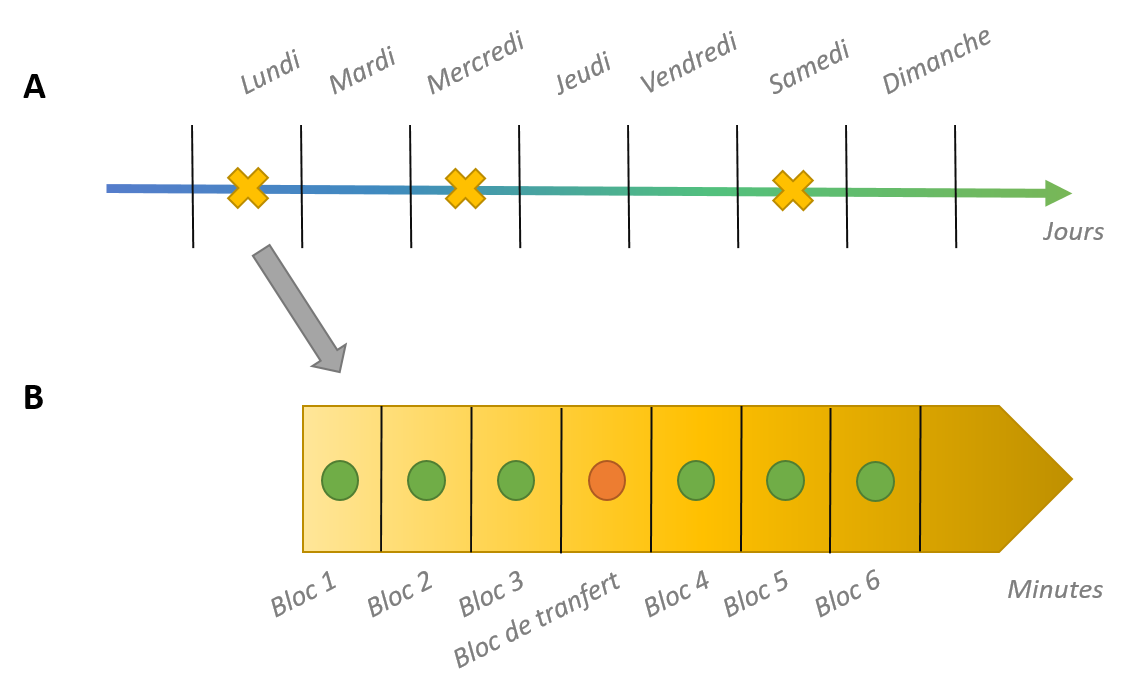 A
Lundi
Mardi
Mercredi
Jeudi
Vendredi
Samedi
Dimanche
Jours
B
Bloc 1
Bloc 2
Bloc 3
Bloc de tranfert
Bloc 4
Bloc 5
Bloc 6
Minutes